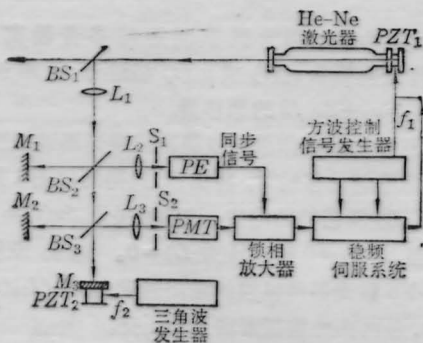 He-Ne
激光器
PZT₁
BS₁
L₁
f₁
方波控制
信号发生器
M₁
L₂
S₁
同步
信号
PE
BS₂
M₂
S₂
L₃
PMT
BS₃
锁相
放大器
稳频
伺服系统
M₃
PZT₂
f₂
三角波
发生器